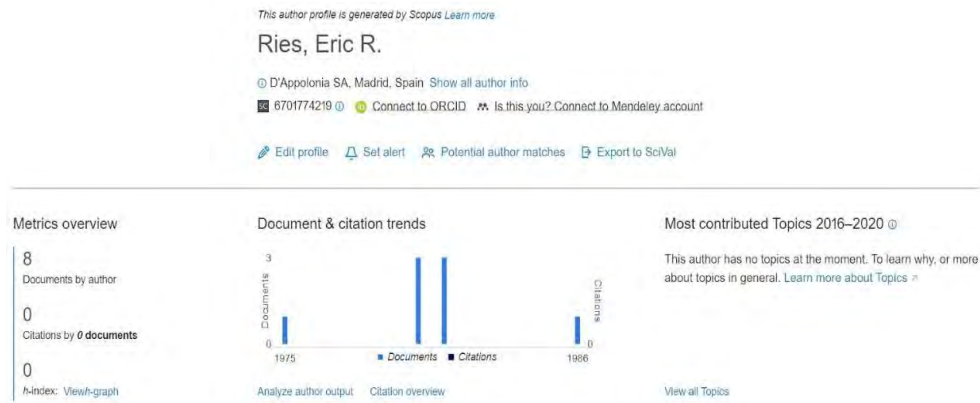 This author profile is generated by Scopus Learn more
Ries, Eric R.
D'Appolonia SA, Madrid, Spain Show all author info
SC 6701774219 iD Connect to ORCID Is this you? Connect to Mendeley account
Edit profile Set alert Potential author matches Export to SciVal
Metrics overview
8
Documents by author
0
Citations by 0 documents
0
h-index: Viewh-graph
Document & citation trends
3
Documents
Citations
0
0
1975
Documents Citations
1986
Analyze author output Citation overview
Most contributed Topics 2016–2020
This author has no topics at the moment. To learn why, or more
about topics in general. Learn more about Topics
View all Topics